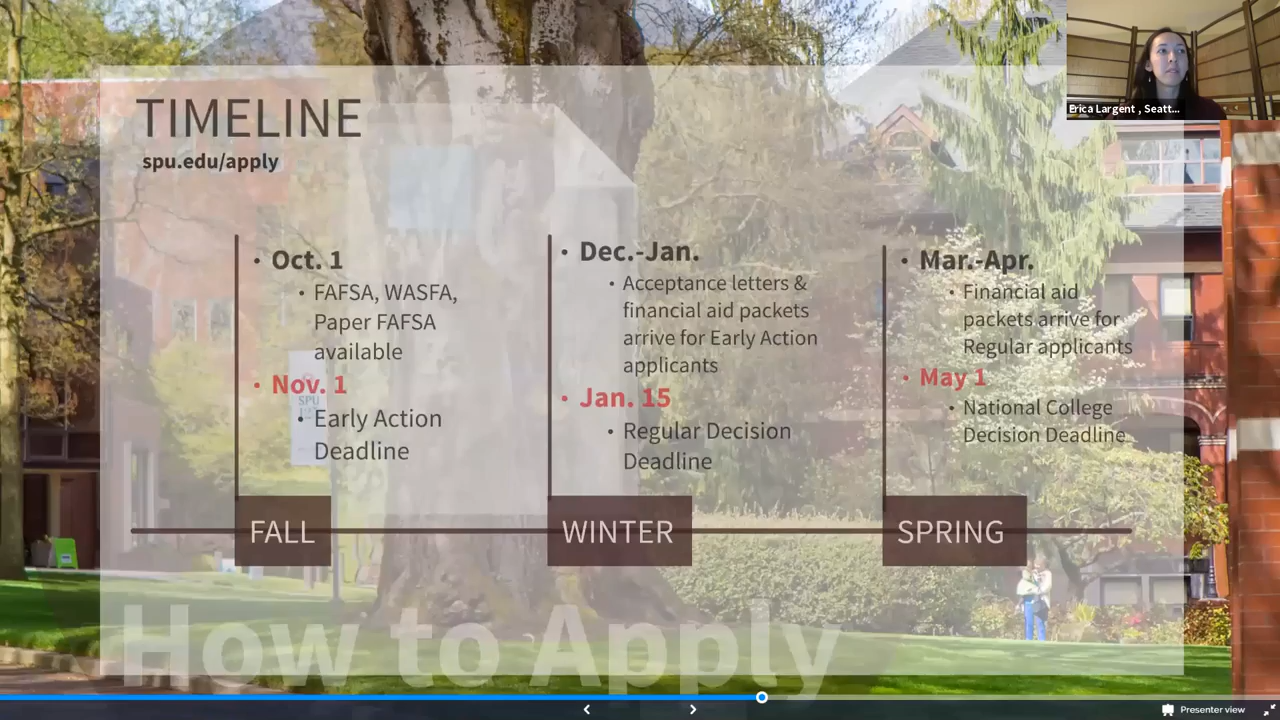 TIMELINE
spu.edu/apply
• Oct. 1
• FAFSA, WASFA,
Paper FAFSA
available
• Nov. 1
• Early Action
Deadline
FALL
• Dec.-Jan.
• Acceptance letters &
financial aid packets
arrive for Early Action
applicants
• Jan. 15
• Regular Decision
Deadline
WINTER
• Mar.-Apr.
• Financial aid
packets arrive for
Regular applicants
• May 1
• National College
Decision Deadline
SPRING
How to Apply
SPU
Erica Largent , Seatt...
Presenter view